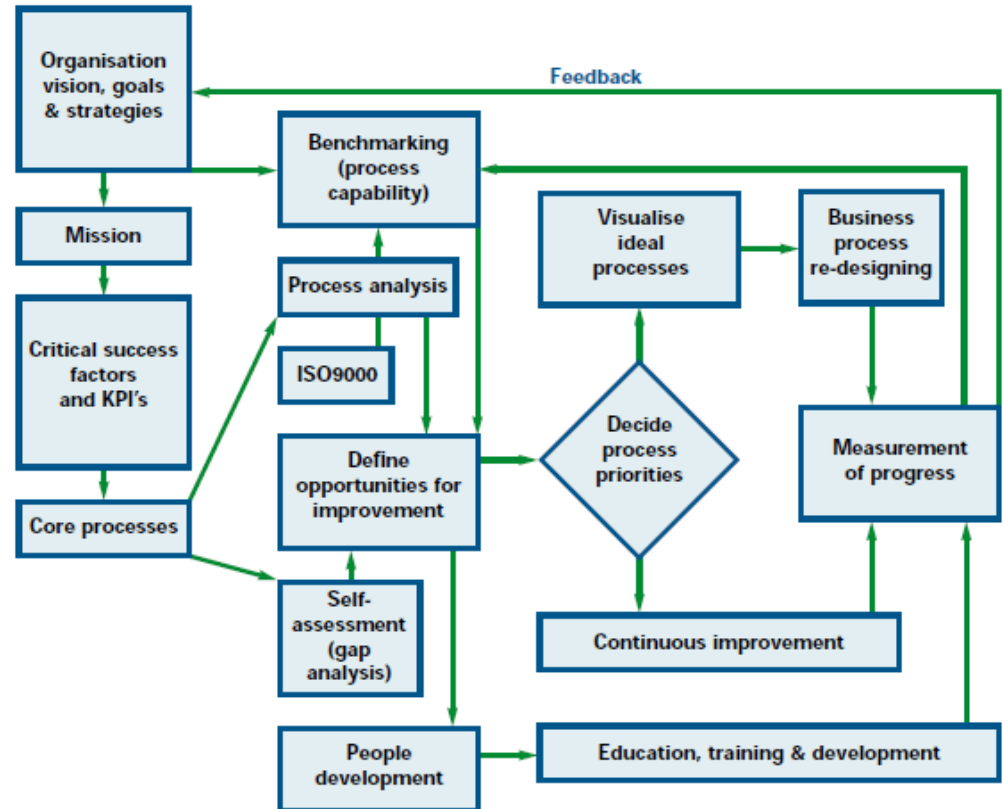 Organisation
vision, goals
& strategies
Feedback
Benchmarking
(process
capability)
Mission
Visualise
ideal
processes
Business
process
re-designing
Process analysis
Critical success
factors
and KPI's
ISO9000
Decide
process
priorities
Measurement
of progress
Define
opportunities for
improvement
Core processes
Self-
assessment
(gap
analysis)
Continuous improvement
People
development
Education, training & development